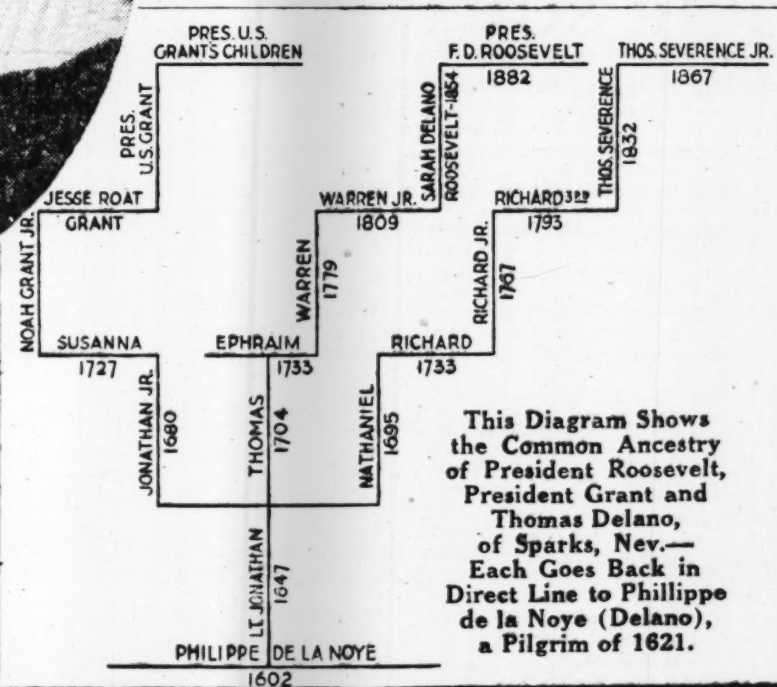 PRES. U.S.
GRANT'S CHILDREN
PRES.
F. D. ROOSEVELT
1882
THOS. SEVERENCE JR.
1867
PRES.
U.S. GRANT
SARAH DELANO
ROOSEVELT-1854
THOS. SEVERENCE
1832
JESSE ROAT
GRANT
WARREN JR.
1809
RICHARD 3RD
1793
NOAH GRANT JR.
WARREN
1779
RICHARD JR.
1767
SUSANNA
1727
EPHRAIM
1733
RICHARD
1733
JONATHAN JR.
1680
THOMAS
1704
NATHANIEL
1695
LT. JONATHAN
1647
PHILIPPE DE LA NOYE
1602
This Diagram Shows
the Common Ancestry
of President Roosevelt,
President Grant and
Thomas Delano,
of Sparks, Nev.—
Each Goes Back in
Direct Line to Phillippe
de la Noye (Delano),
a Pilgrim of 1621.